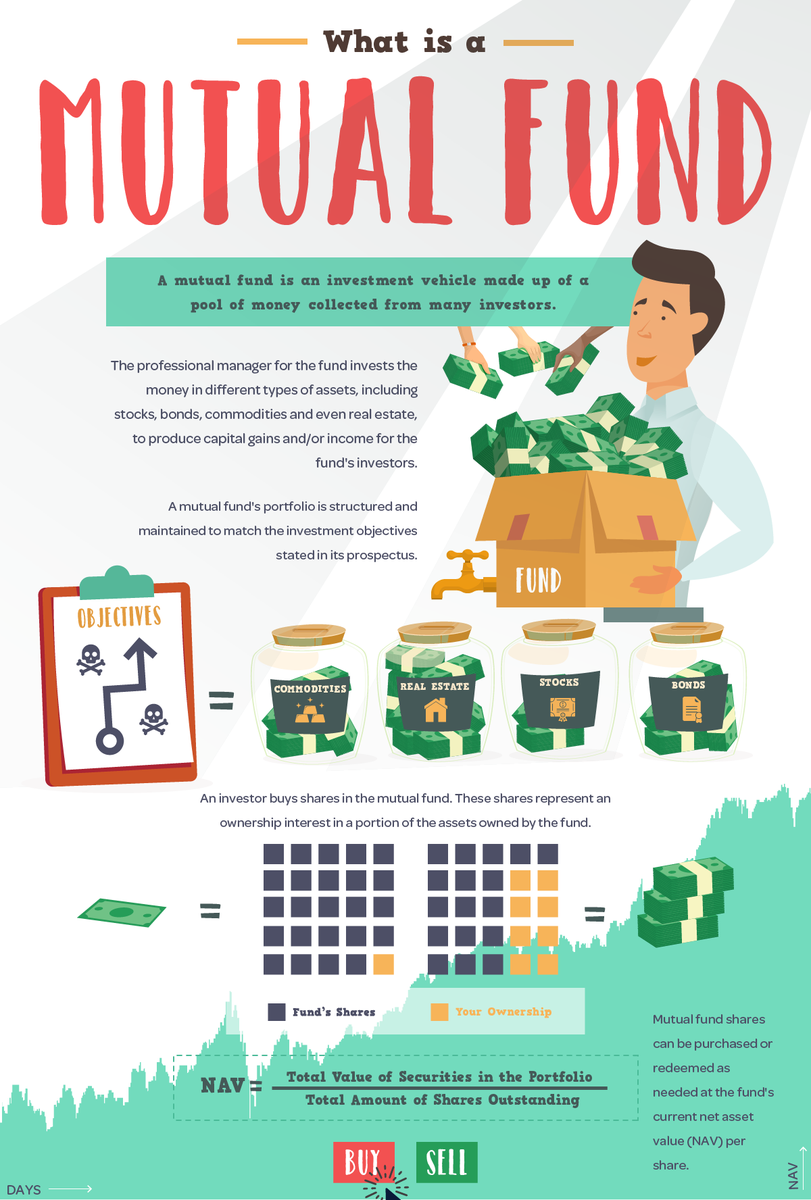 What is a
MUTUAL FUND
A mutual fund is an investment vehicle made up of a
pool of money collected from many investors.
The professional manager for the fund invests the
money in different types of assets, including
stocks, bonds, commodities and even real estate,
to produce capital gains and/or income for the
fund's investors.
A mutual fund's portfolio is structured and
maintained to match the investment objectives
stated in its prospectus.
FUND
OBJECTIVES
=
COMMODITIES
REAL ESTATE
STOCKS
BONDS
An investor buys shares in the mutual fund. These shares represent an
ownership interest in a portion of the assets owned by the fund.
=
=
Fund's Shares
Your Ownership
Mutual fund shares
can be purchased or
redeemed as
needed at the fund's
current net asset
value (NAV) per
share.
NAV =
Total Value of Securities in the Portfolio
Total Amount of Shares Outstanding
BUY
SELL
DAYS
NAV